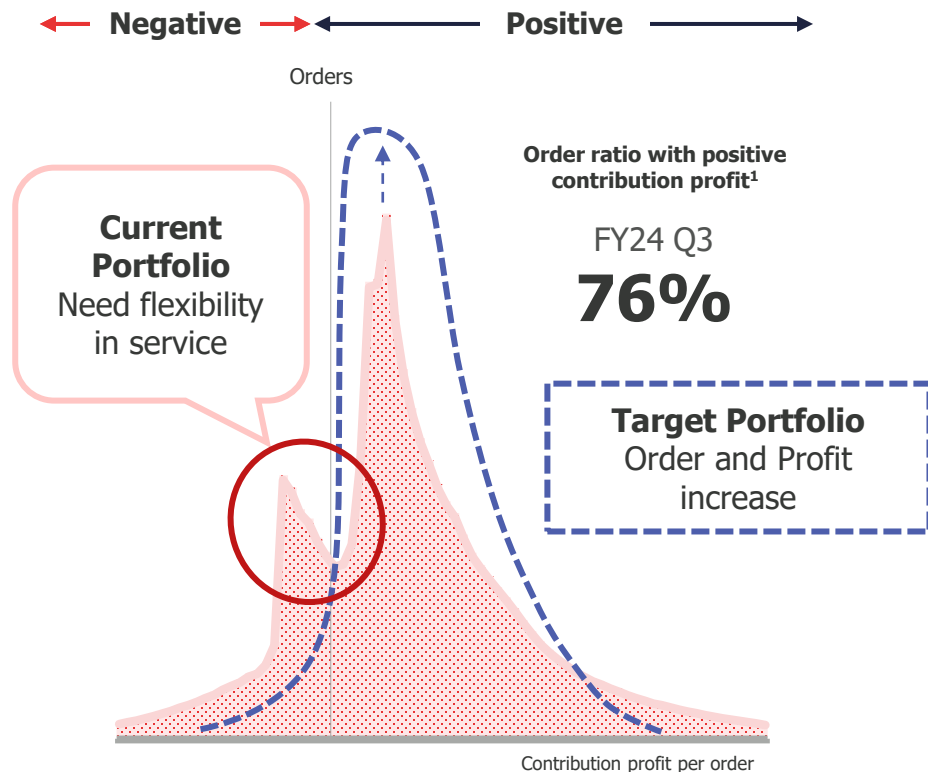 Negative
Positive
Orders
Current
Portfolio
Need flexibility
in service
Order ratio with positive
contribution profit¹
FY24 Q3
76%
Target Portfolio
Order and Profit
increase
Contribution profit per order